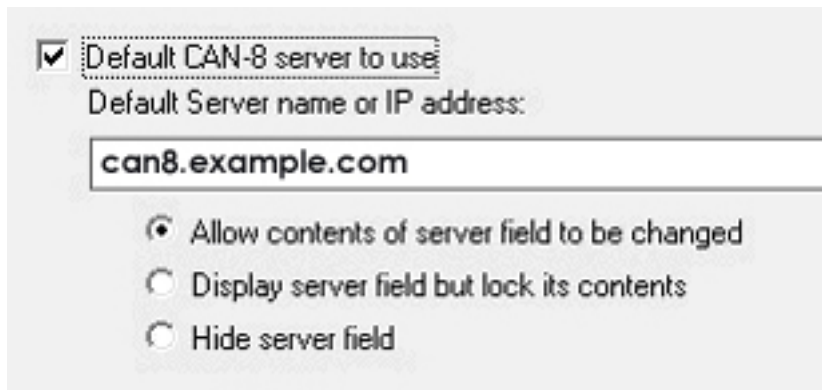 Default CAN-8 server to use
Default Server name or IP address:
can8.example.com
Allow contents of server field to be changed
Display server field but lock its contents
Hide server field